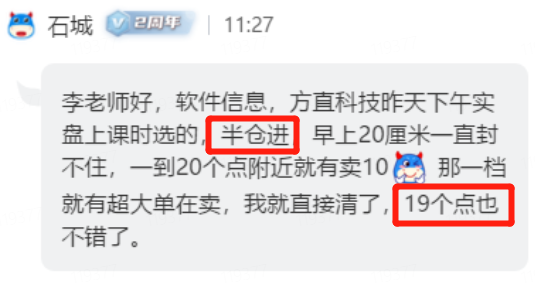 石城 V 2周年 11:27
李老师好，软件信息，方直科技昨天下午实
盘上课时选的，半仓进，早上20厘米一直封
不住，一到20个点附近就有卖10 那一档
就有超大单在卖，我就直接清了，19个点也
不错了。